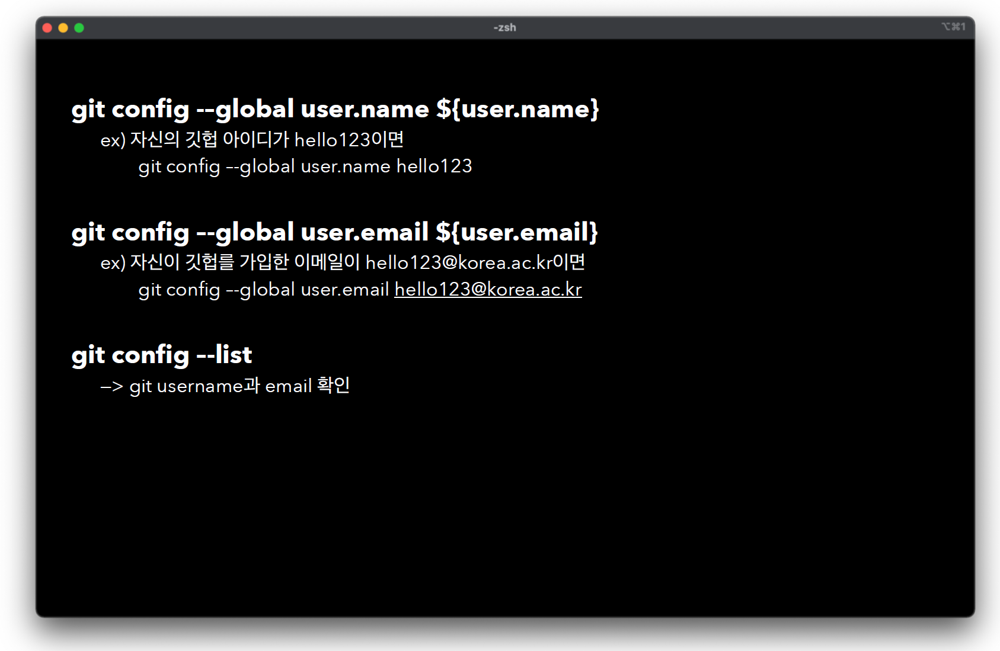 -zsh
⌥⌘1
git config --global user.name ${user.name}
ex) 자신의 깃헙 아이디가 hello123이면
git config --global user.name hello123
git config --global user.email ${user.email}
ex) 자신이 깃헙를 가입한 이메일이 hello123@korea.ac.kr이면
git config --global user.email hello123@korea.ac.kr
git config --list
—> git username과 email 확인